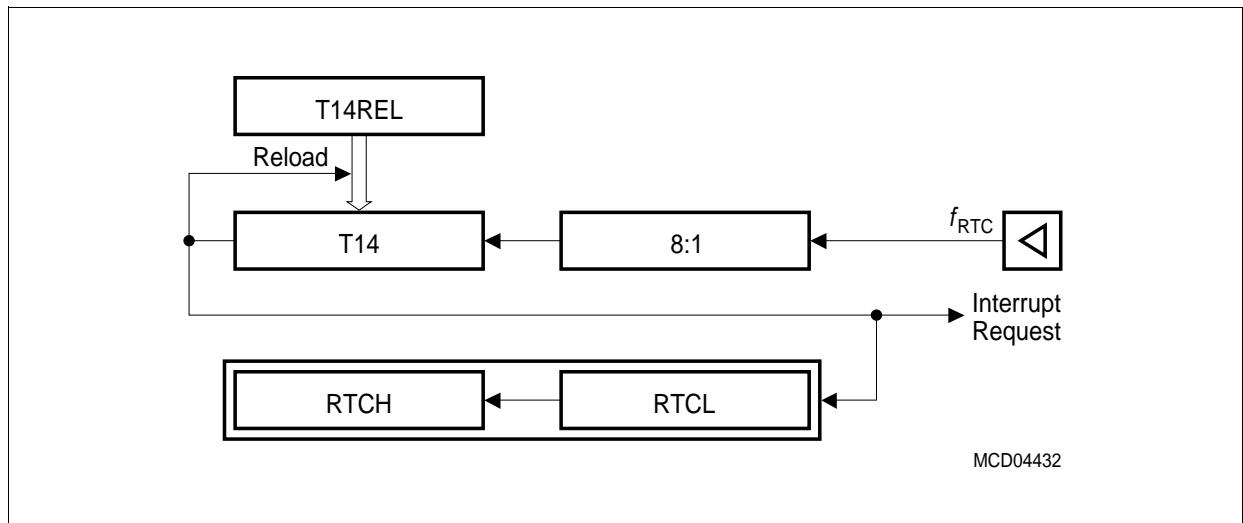 T14REL
Reload
T14
8:1
fRTC
Interrupt
Request
RTCH
RTCL
MCD04432